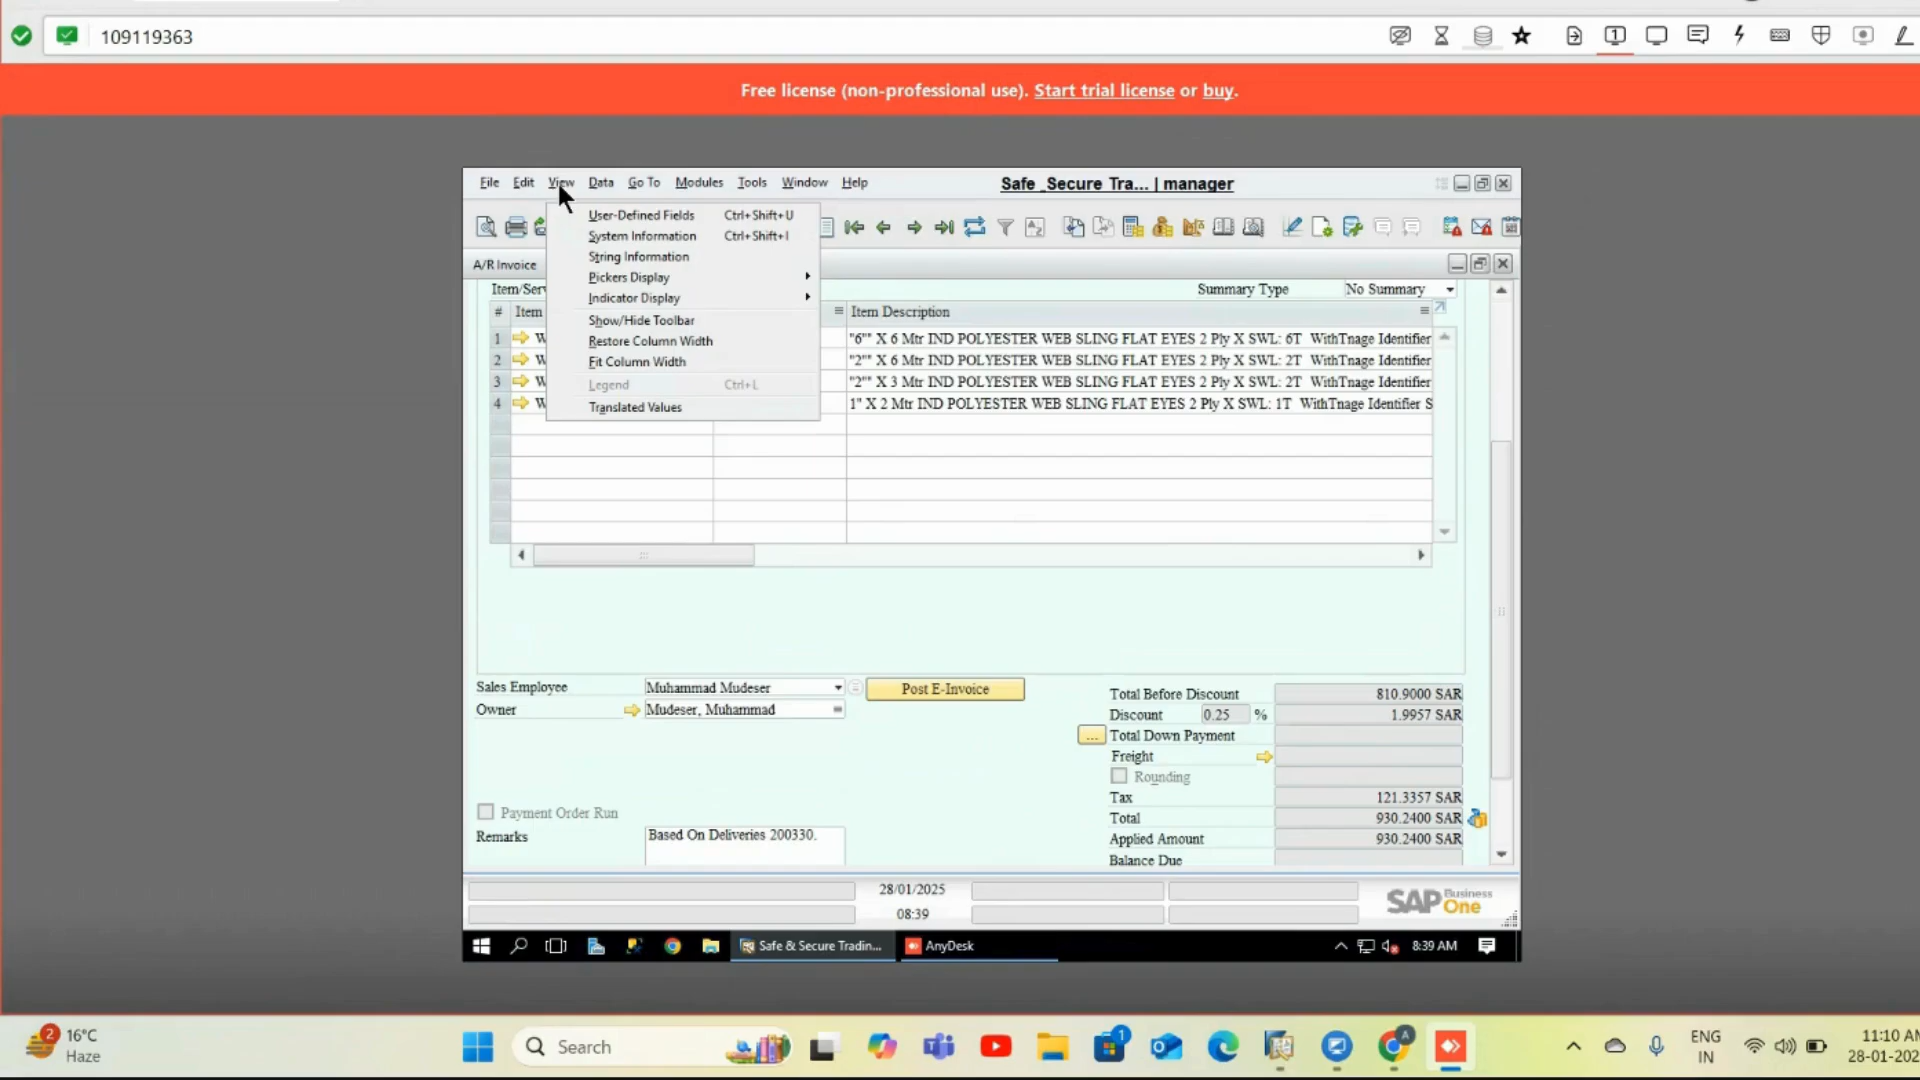 109119363
Free license (non-professional use). Start trial license or buy.
File Edit View Data Go To Modules Tools Window Help
Safe _Secure Tra... | manager
User-Defined Fields Ctrl+Shift+U
System Information Ctrl+Shift+I
String Information
Pickers Display
Indicator Display
Show/Hide Toolbar
Restore Column Width
Fit Column Width
Legend Ctrl+L
Translated Values
A/R Invoice
Item/Serv
Summary Type No Summary
# Item
Item Description
1 W "6"" X 6 Mtr IND POLYESTER WEB SLING FLAT EYES 2 Ply X SWL: 6T WithTnage Identifier
2 W "2"" X 6 Mtr IND POLYESTER WEB SLING FLAT EYES 2 Ply X SWL: 2T WithTnage Identifier
3 W "2"" X 3 Mtr IND POLYESTER WEB SLING FLAT EYES 2 Ply X SWL: 2T WithTnage Identifier
4 W 1" X 2 Mtr IND POLYESTER WEB SLING FLAT EYES 2 Ply X SWL: 1T WithTnage Identifier S
Sales Employee Muhammad Mudeser
Owner Mudeser, Muhammad
Post E-Invoice
Total Before Discount 810.9000 SAR
Discount 0.25 % 1.9957 SAR
... Total Down Payment
Freight
Rounding
Tax 121.3357 SAR
Total 930.2400 SAR
Applied Amount 930.2400 SAR
Balance Due
Payment Order Run
Remarks Based On Deliveries 200330.
28/01/2025
08:39
SAP Business One
Safe & Secure Tradin...
AnyDesk
8:39 AM
2
16°C
Haze
Search
1
A
ENG
IN
11:10 AM
28-01-202